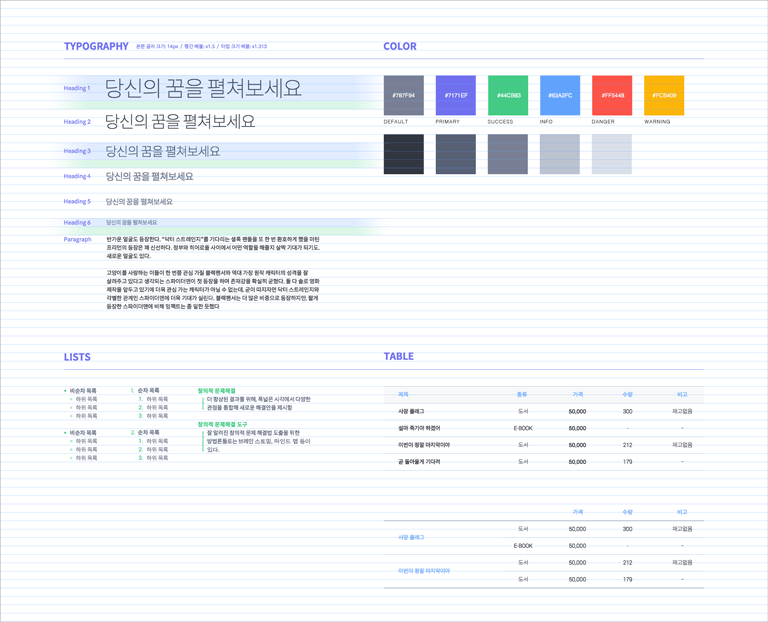 TYPOGRAPHY 본문 글자 크기: 14px / 행간 배율: x1.5 / 타입 크기 배율: x1.313
Heading 1 당신의 꿈을 펼쳐보세요
Heading 2 당신의 꿈을 펼쳐보세요
Heading 3 당신의 꿈을 펼쳐보세요
Heading 4 당신의 꿈을 펼쳐보세요
Heading 5 당신의 꿈을 펼쳐보세요
Heading 6 당신의 꿈을 펼쳐보세요
Paragraph 반가운 얼굴도 등장한다. "닥터 스트레인지"를 기다리는 셜록 팬들을 또 한 번 환호하게 했을 마틴
프리먼의 등장은 꽤 신선하다. 정부와 히어로들 사이에서 어떤 역할을 해줄지 살짝 기대가 되기도,
새로운 얼굴도 있다.
고양이를 사랑하는 이들이 한 번쯤 관심 가질 블랙팬서와 역대 가장 원작 캐릭터의 성격을 잘
살려주고 있다고 생각되는 스파이더맨이 첫 등장을 하며 존재감을 확실히 굳혔다. 둘 다 솔로 영화
제작을 앞두고 있기에 더욱 관심 가는 캐릭터가 아닐 수 없는데, 굳이 따지자면 닥터 스트레인지와
각별한 관계인 스파이더맨에 더욱 기대가 실린다. 블랙팬서는 더 많은 비중으로 등장하지만, 짧게
등장한 스파이더맨에 비해 임팩트는 좀 덜한 듯했다
COLOR
#767F94 #7171EF #44CB83 #63A2FC #FF544B
DEFAULT PRIMARY SUCCESS INFO DANGER WARNING
LISTS
비순차 목록
하위 목록
하위 목록
하위 목록
비순차 목록
하위 목록
하위 목록
하위 목록
1. 순차 목록
1. 하위 목록
2. 하위 목록
3. 하위 목록
2. 순차 목록
1. 하위 목록
2. 하위 목록
3. 하위 목록
창의적 문제해결
더 향상된 결과를 위해, 폭넓은 시각에서 다양한
관점을 통합해 새로운 해결안을 제시함
창의적 문제해결 도구
잘 알려진 창의적 문제 해결법 도출을 위한
방법론들로는 브레인 스토밍, 마인드 맵 등이
있다.
TABLE
제목 종류 가격 수량 비고
사망 플래그 도서 50,000 300 재고없음
설마 죽기야 하겠어 E-BOOK 50,000 - -
이번이 정말 마지막이야 도서 50,000 212 재고없음
곧 돌아올게 기다려 도서 50,000 179 -
가격 수량 비고
사망 플래그
도서 50,000 300 재고없음
E-BOOK 50,000 - -
이번이 정말 마지막이야
도서 50,000 212 재고없음
도서 50,000 179 -